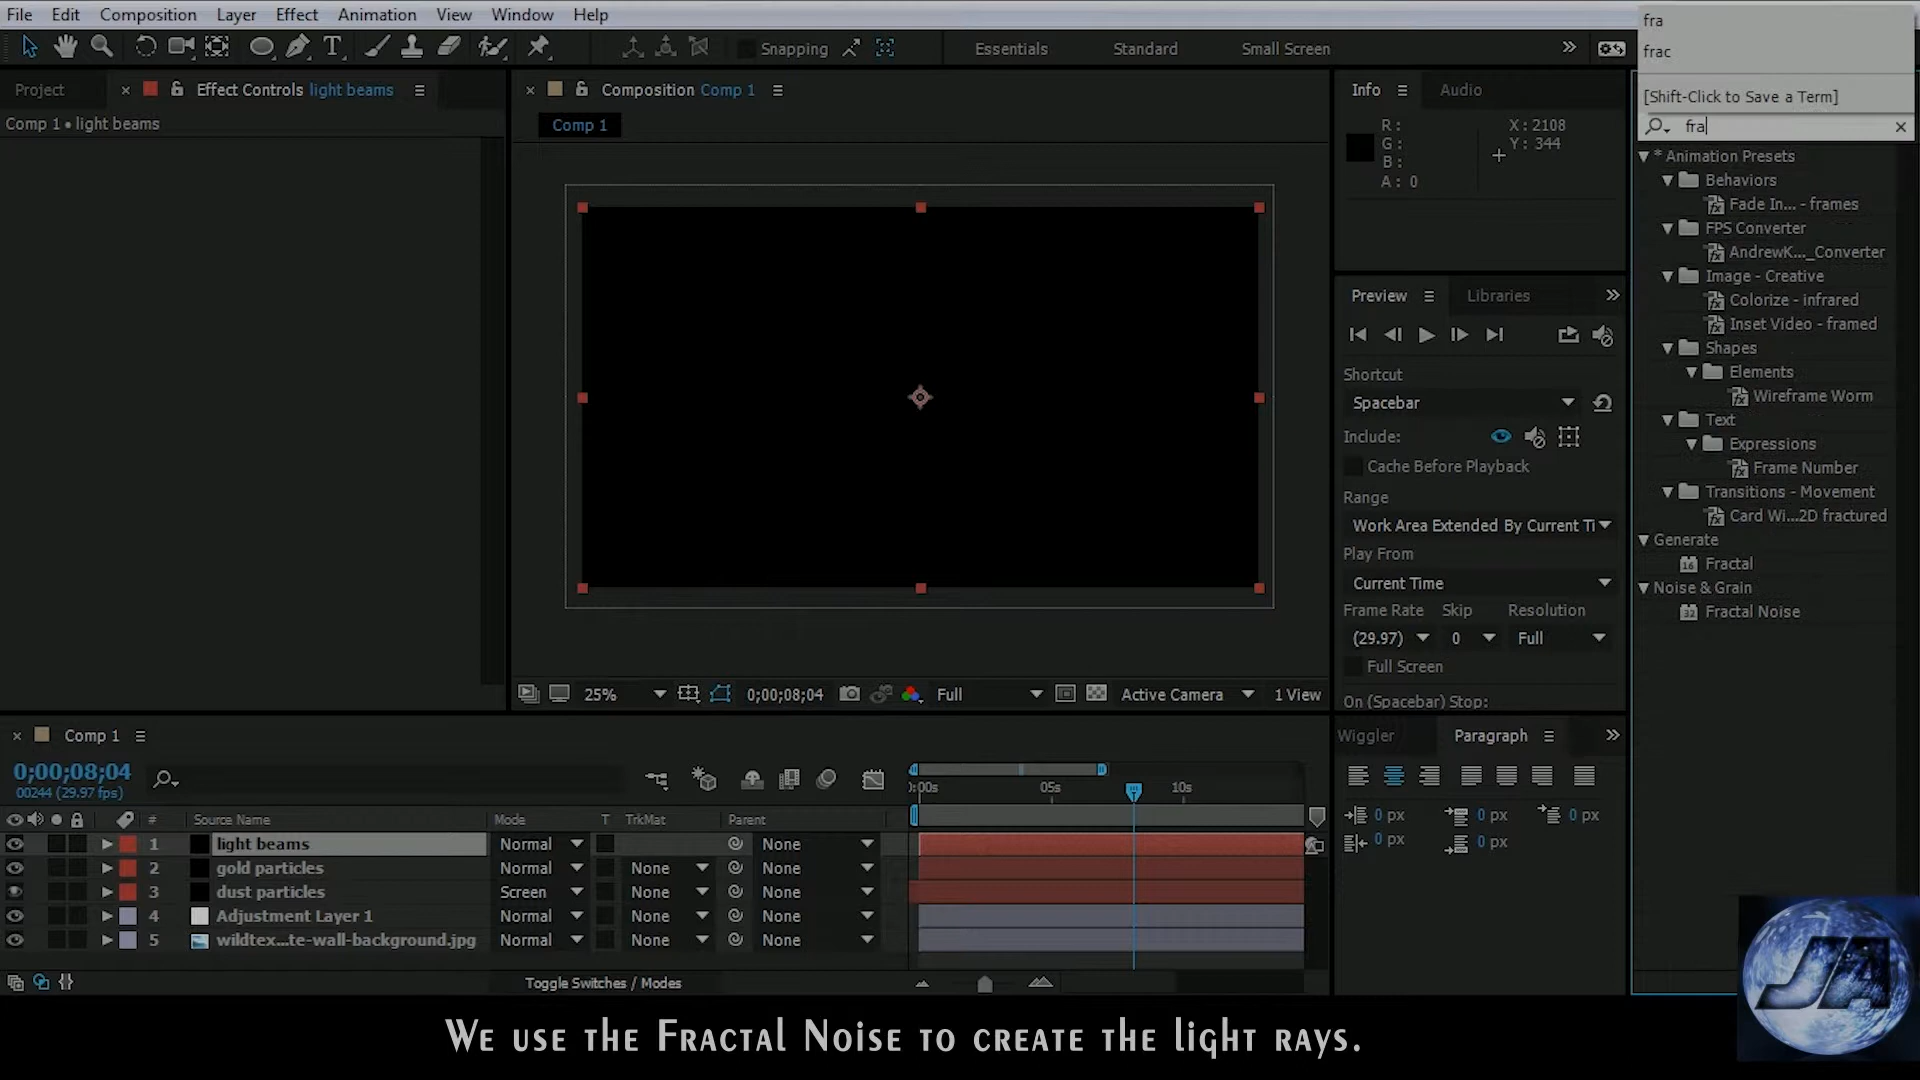 File Edit Composition Layer Effect Animation View Window Help
Snapping Essentials Standard Small Screen
fra
frac
[Shift-Click to Save a Term]
fra
Project Effect Controls light beams
Comp 1 • light beams
Composition Comp 1
Comp 1
Info Audio
R: X: 2108
G: Y: 344
B:
A: 0
Preview Libraries
Shortcut
Spacebar
Include:
Cache Before Playback
Range
Work Area Extended By Current Ti
Play From
Current Time
Frame Rate Skip Resolution
(29.97) 0 Full
Full Screen
On (Spacebar) Stop:
* Animation Presets
Behaviors
Fade In... - frames
FPS Converter
AndrewK..._Converter
Image - Creative
Colorize - infrared
Inset Video - framed
Shapes
Elements
Wireframe Worm
Text
Expressions
Frame Number
Transitions - Movement
Card Wi...2D fractured
Generate
16 Fractal
Noise & Grain
32 Fractal Noise
25% 0;00;08;04 Full Active Camera 1 View
Comp 1
0;00;08;04
00244 (29.97 fps)
):00s 05s 10s
# Source Name Mode T TrkMat Parent
1 light beams Normal None
2 gold particles Normal None None
3 dust particles Screen None None
4 Adjustment Layer 1 Normal None None
5 wildtex...te-wall-background.jpg Normal None None
Toggle Switches / Modes
Wiggler Paragraph
0 px 0 px 0 px
0 px 0 px
JA
We use the Fractal Noise to create the light rays.